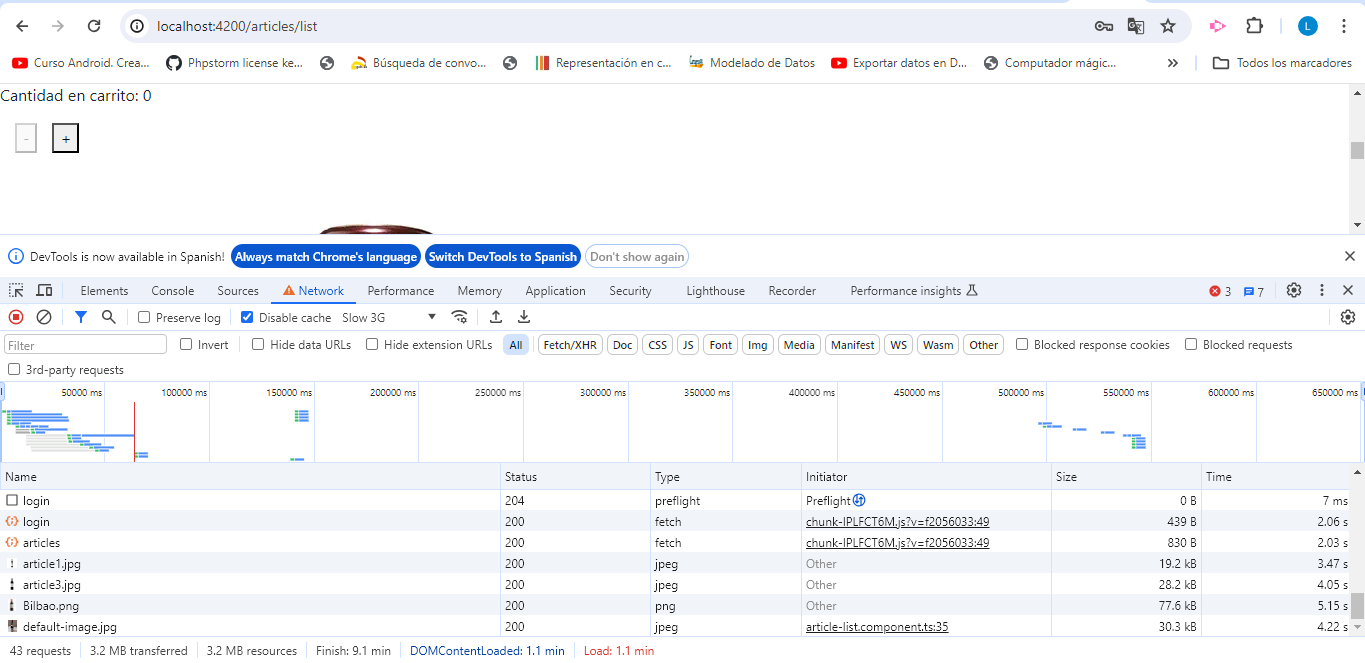 localhost:4200/articles/list
L
Curso Android. Crea... Phpstorm license ke... Búsqueda de convo... Representación en c... Modelado de Datos Exportar datos en D... Computador mágic... » Todos los marcadores
Cantidad en carrito: 0
- +
DevTools is now available in Spanish! Always match Chrome's language Switch DevTools to Spanish Don't show again
Elements Console Sources Network Performance Memory Application Security Lighthouse Recorder Performance insights 3 7
Preserve log Disable cache Slow 3G
Filter Invert Hide data URLs Hide extension URLs All Fetch/XHR Doc CSS JS Font Img Media Manifest WS Wasm Other Blocked response cookies Blocked requests
3rd-party requests
50000 ms 100000 ms 150000 ms 200000 ms 250000 ms 300000 ms 350000 ms 400000 ms 450000 ms 500000 ms 550000 ms 600000 ms 650000 ms
Name Status Type Initiator Size Time
login 204 preflight Preflight 0 B 7 ms
login 200 fetch chunk-IPLFCT6M.js?v=f2056033:49 439 B 2.06 s
articles 200 fetch chunk-IPLFCT6M.js?v=f2056033:49 830 B 2.03 s
article1.jpg 200 jpeg Other 19.2 kB 3.47 s
article3.jpg 200 jpeg Other 28.2 kB 4.05 s
Bilbao.png 200 png Other 77.6 kB 5.15 s
default-image.jpg 200 jpeg article-list.component.ts:35 30.3 kB 4.22 s
43 requests 3.2 MB transferred 3.2 MB resources Finish: 9.1 min DOMContentLoaded: 1.1 min Load: 1.1 min